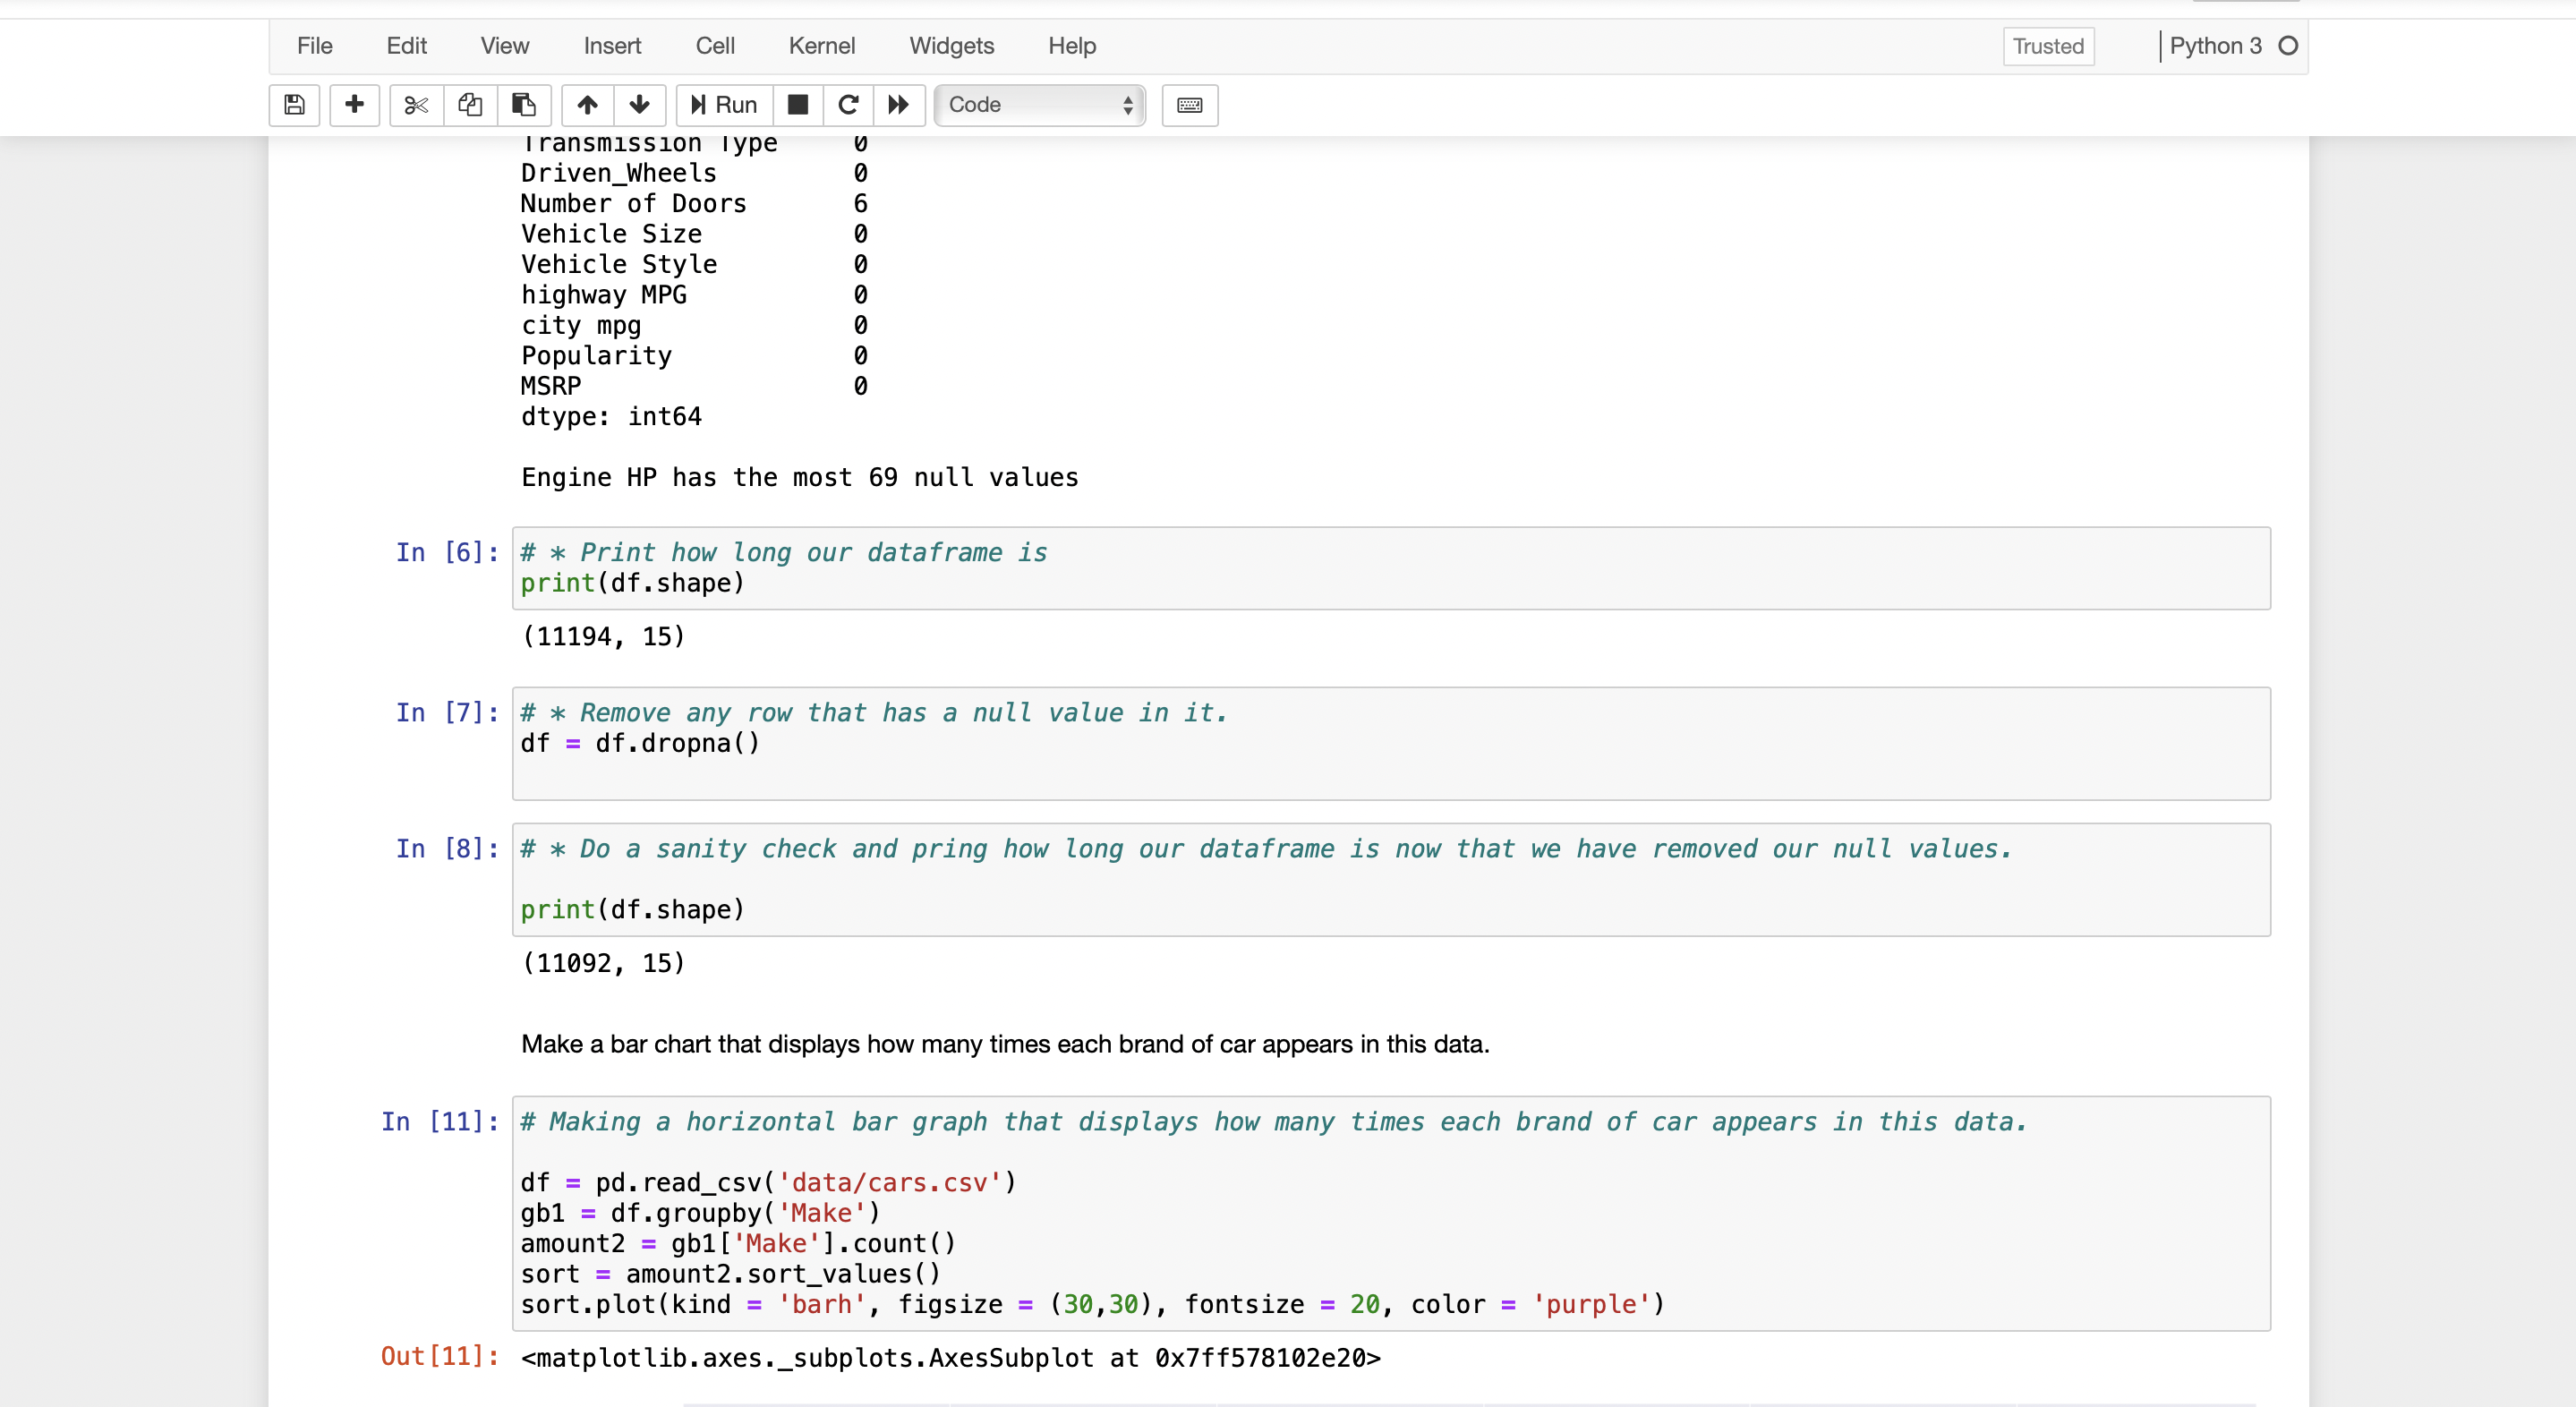 File Edit View Insert Cell Kernel Widgets Help Trusted Python 3
Run Code
Transmission Type 0
Driven_Wheels 0
Number of Doors 6
Vehicle Size 0
Vehicle Style 0
highway MPG 0
city mpg 0
Popularity 0
MSRP 0
dtype: int64
Engine HP has the most 69 null values
In [6]: # * Print how long our dataframe is
print(df.shape)
(11194, 15)
In [7]: # * Remove any row that has a null value in it.
df = df.dropna()
In [8]: # * Do a sanity check and pring how long our dataframe is now that we have removed our null values.
print(df.shape)
(11092, 15)
Make a bar chart that displays how many times each brand of car appears in this data.
In [11]: # Making a horizontal bar graph that displays how many times each brand of car appears in this data.
df = pd.read_csv('data/cars.csv')
gb1 = df.groupby('Make')
amount2 = gb1['Make'].count()
sort = amount2.sort_values()
sort.plot(kind = 'barh', figsize = (30,30), fontsize = 20, color = 'purple')
Out[11]: <matplotlib.axes._subplots.AxesSubplot at 0x7ff578102e20>